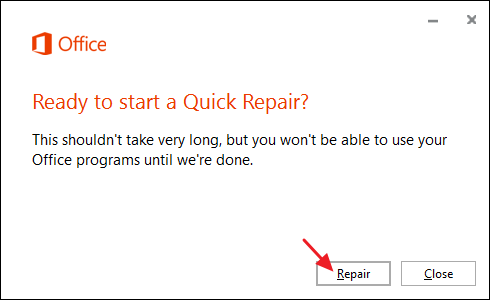 Office
Ready to start a Quick Repair?
This shouldn't take very long, but you won't be able to use your
Office programs until we're done.
Repair Close